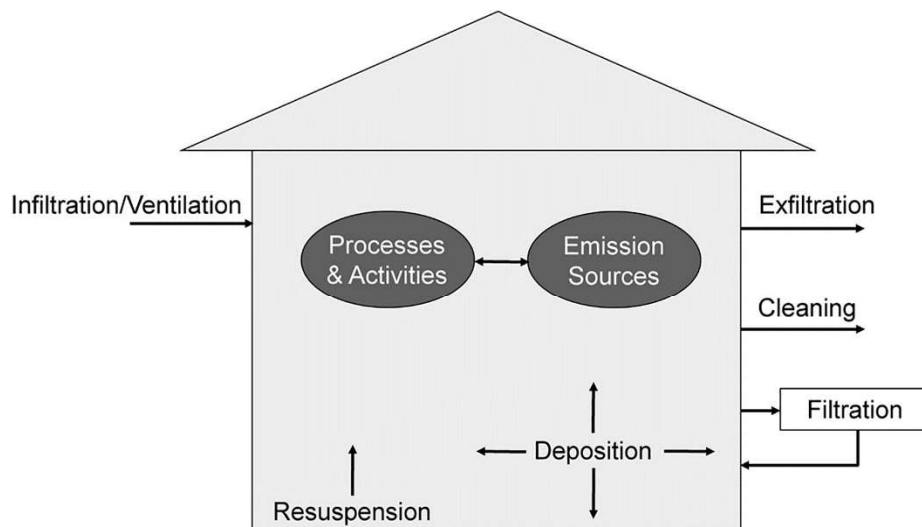 Infiltration/Ventilation
Exfiltration
Processes
& Activities
Emission
Sources
Cleaning
Filtration
Deposition
Resuspension